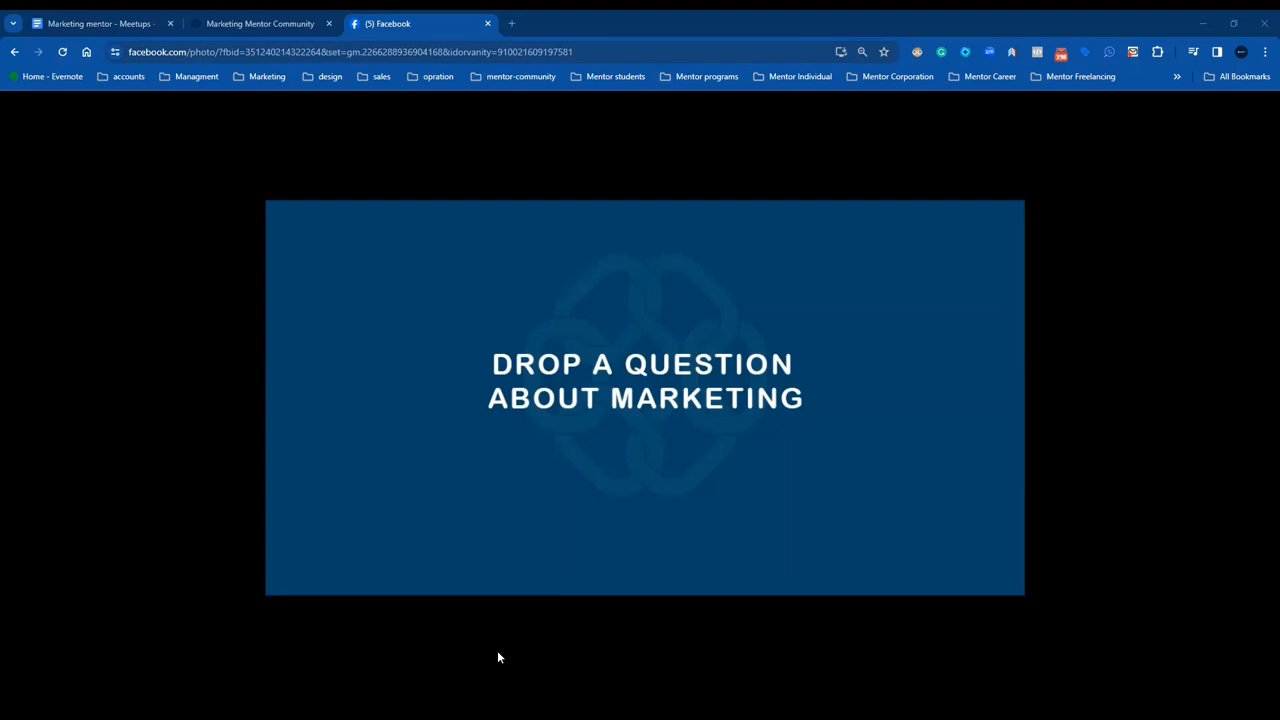 Marketing mentor - Meetups -
Marketing Mentor Community
(5) Facebook
facebook.com/photo/?fbid=351240214322264&set=gm.2266288936904168&idorvanity=910021609197581
Home - Evernote
accounts
Managment
Marketing
design
sales
opration
mentor-community
Mentor students
Mentor programs
Mentor Individual
Mentor Corporation
Mentor Career
Mentor Freelancing
All Bookmarks
DROP A QUESTION
ABOUT MARKETING